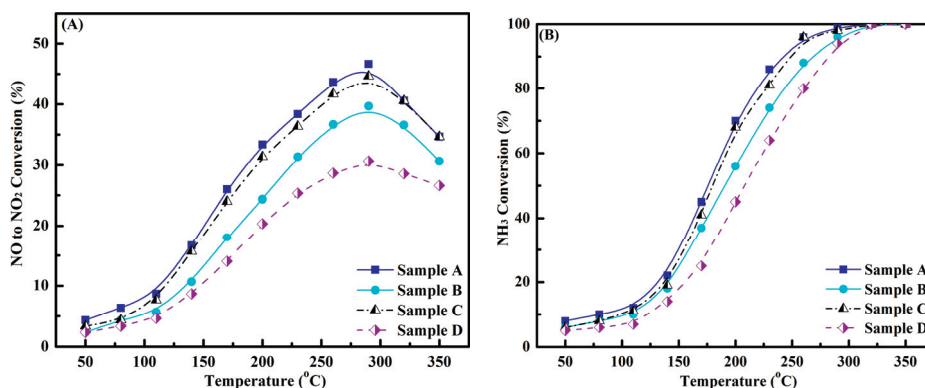 (A)
NO to NO₂ Conversion (%)
50
40
30
20
10
0
50 100 150 200 250 300 350
Temperature (°C)
Sample A
Sample B
Sample C
Sample D
(B)
NH₃ Conversion (%)
100
80
60
40
20
0
50 100 150 200 250 300 350
Temperature (°C)
Sample A
Sample B
Sample C
Sample D